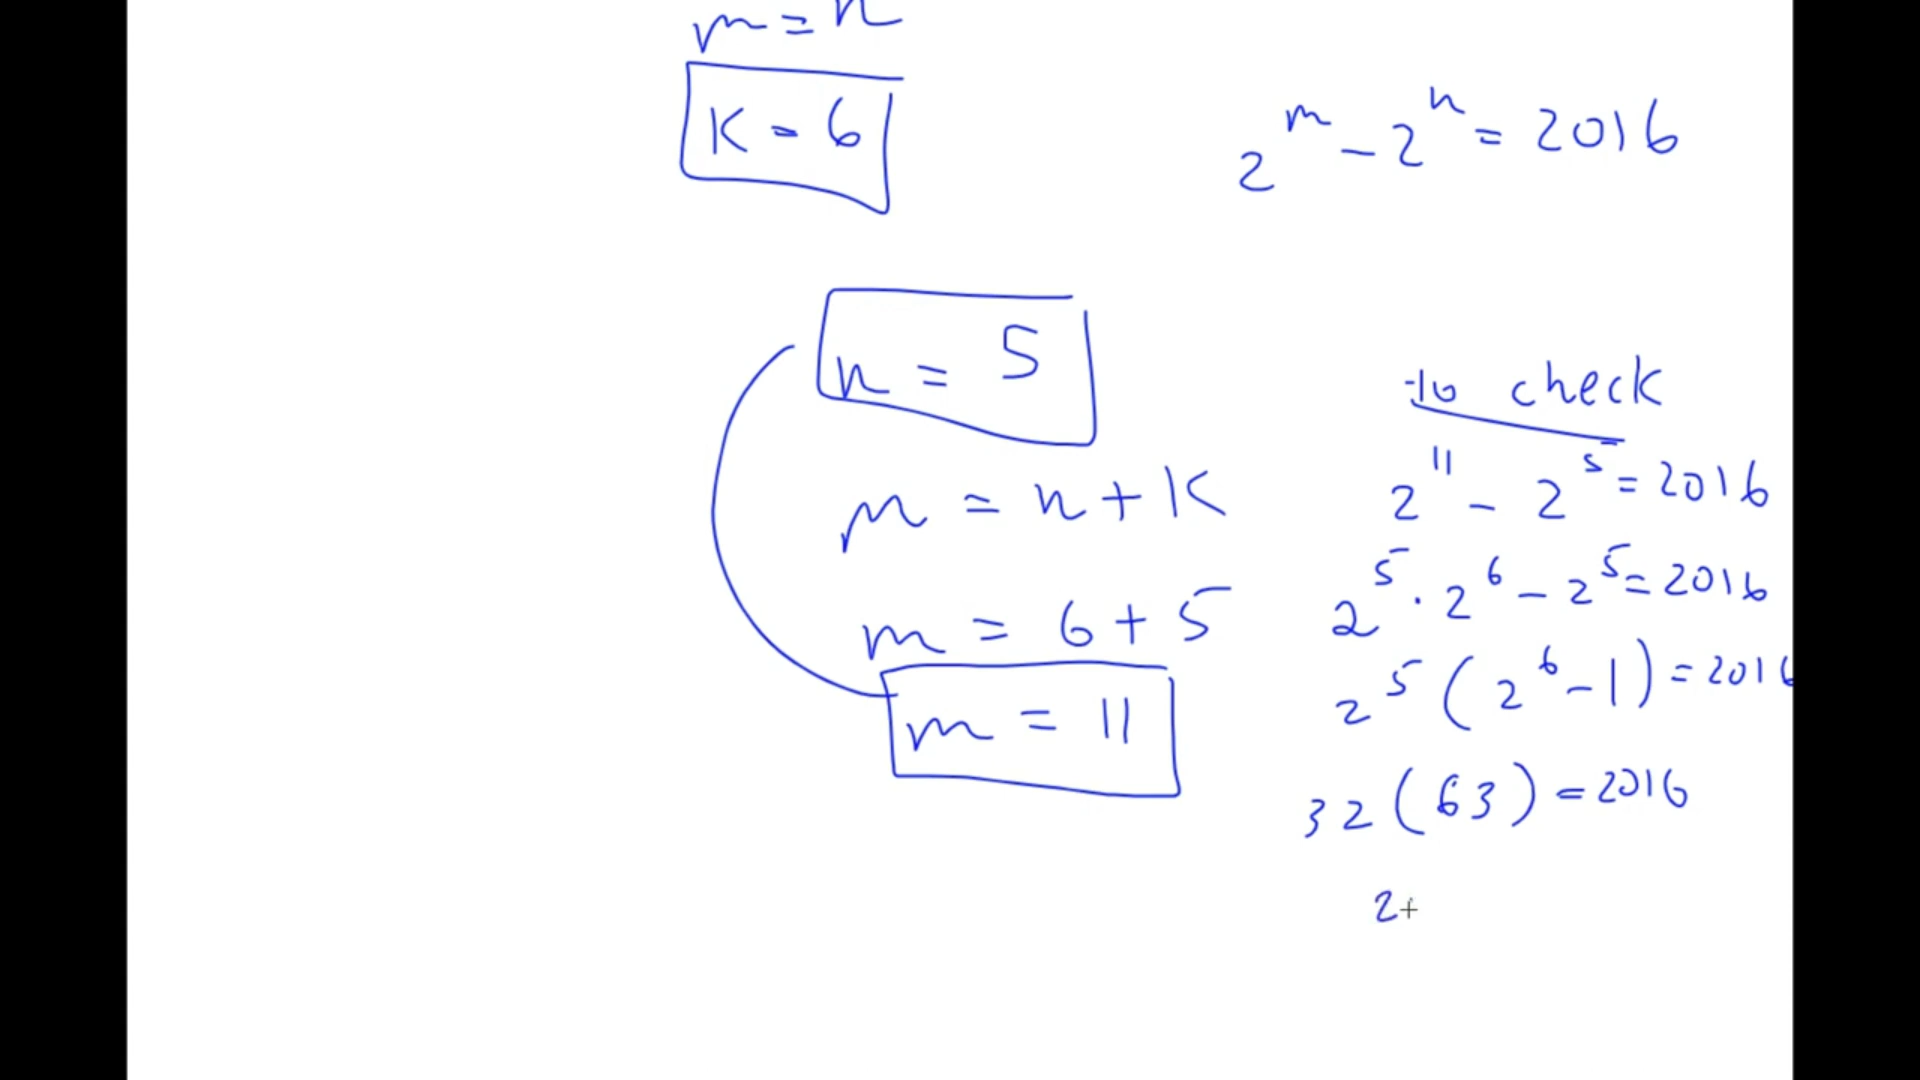 m = n
K = 6
2^m - 2^n = 2016
n = 5
m = n + K
m = 6 + 5
m = 11
to check
2^11 - 2^5 = 2016
2^5 · 2^6 - 2^5 = 2016
2^5 (2^6 - 1) = 2016
32 (63) = 2016
2